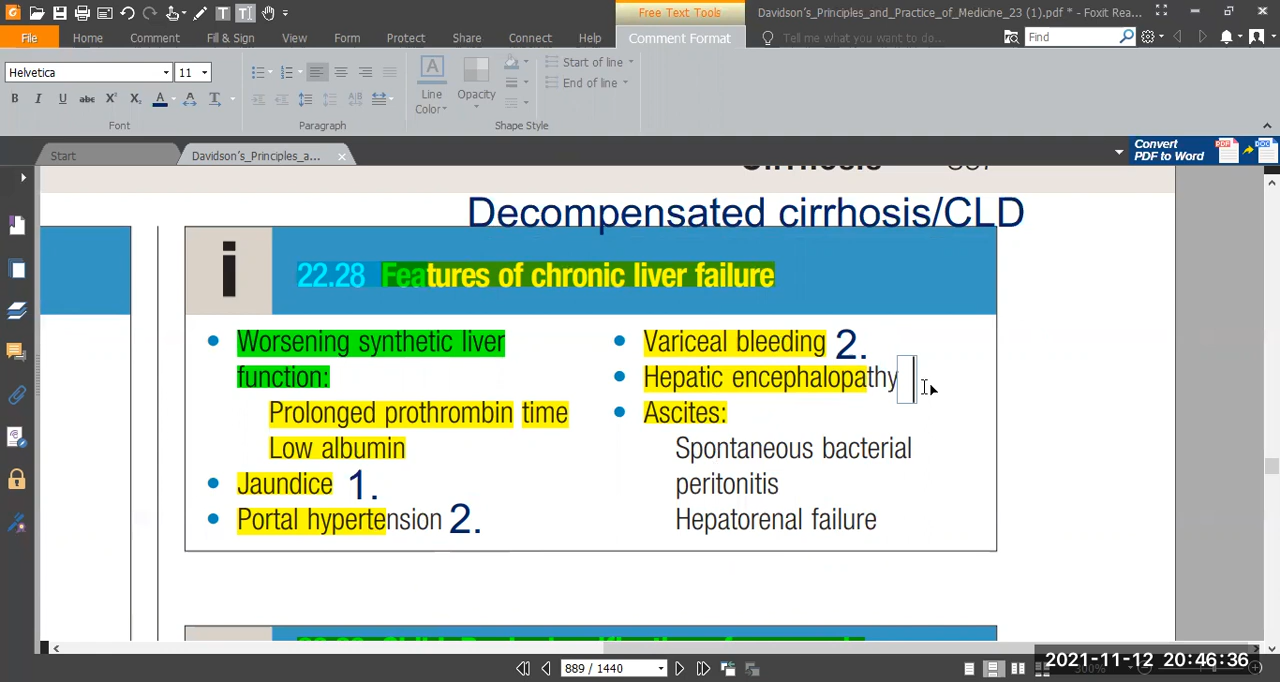 Free Text Tools
Davidson's_Principles_and_Practice_of_Medicine_23 (1).pdf * - Foxit Rea...
File Home Comment Fill & Sign View Form Protect Share Connect Help Comment Format Tell me what you want to do... Find
Helvetica 11
B I U abc X² X₂ A A T
Line Color Opacity
Start of line
End of line
Font Paragraph Shape Style
Start Davidson's_Principles_a...
Convert PDF to Word
Decompensated cirrhosis/CLD
i 22.28 Features of chronic liver failure
• Worsening synthetic liver
function:
Prolonged prothrombin time
Low albumin
• Jaundice 1.
• Portal hypertension 2.
• Variceal bleeding 2.
• Hepatic encephalopathy
• Ascites:
Spontaneous bacterial
peritonitis
Hepatorenal failure
889 / 1440
2021-11-12 20:46:36